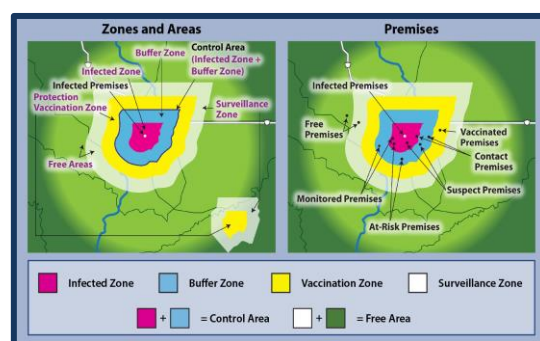 Zones and Areas
Buffer Zone
Control Area
(Infected Zone +
Buffer Zone)
Infected Zone
Infected Premises
Protection
Vaccination Zone
Surveillance
Zone
Free Areas
Premises
Infected Premises
Free
Premises
Vaccinated
Premises
Contact
Premises
Monitored Premises
Suspect Premises
At-Risk Premises
Infected Zone
Buffer Zone
Vaccination Zone
Surveillance Zone
+ = Control Area
+ = Free Area